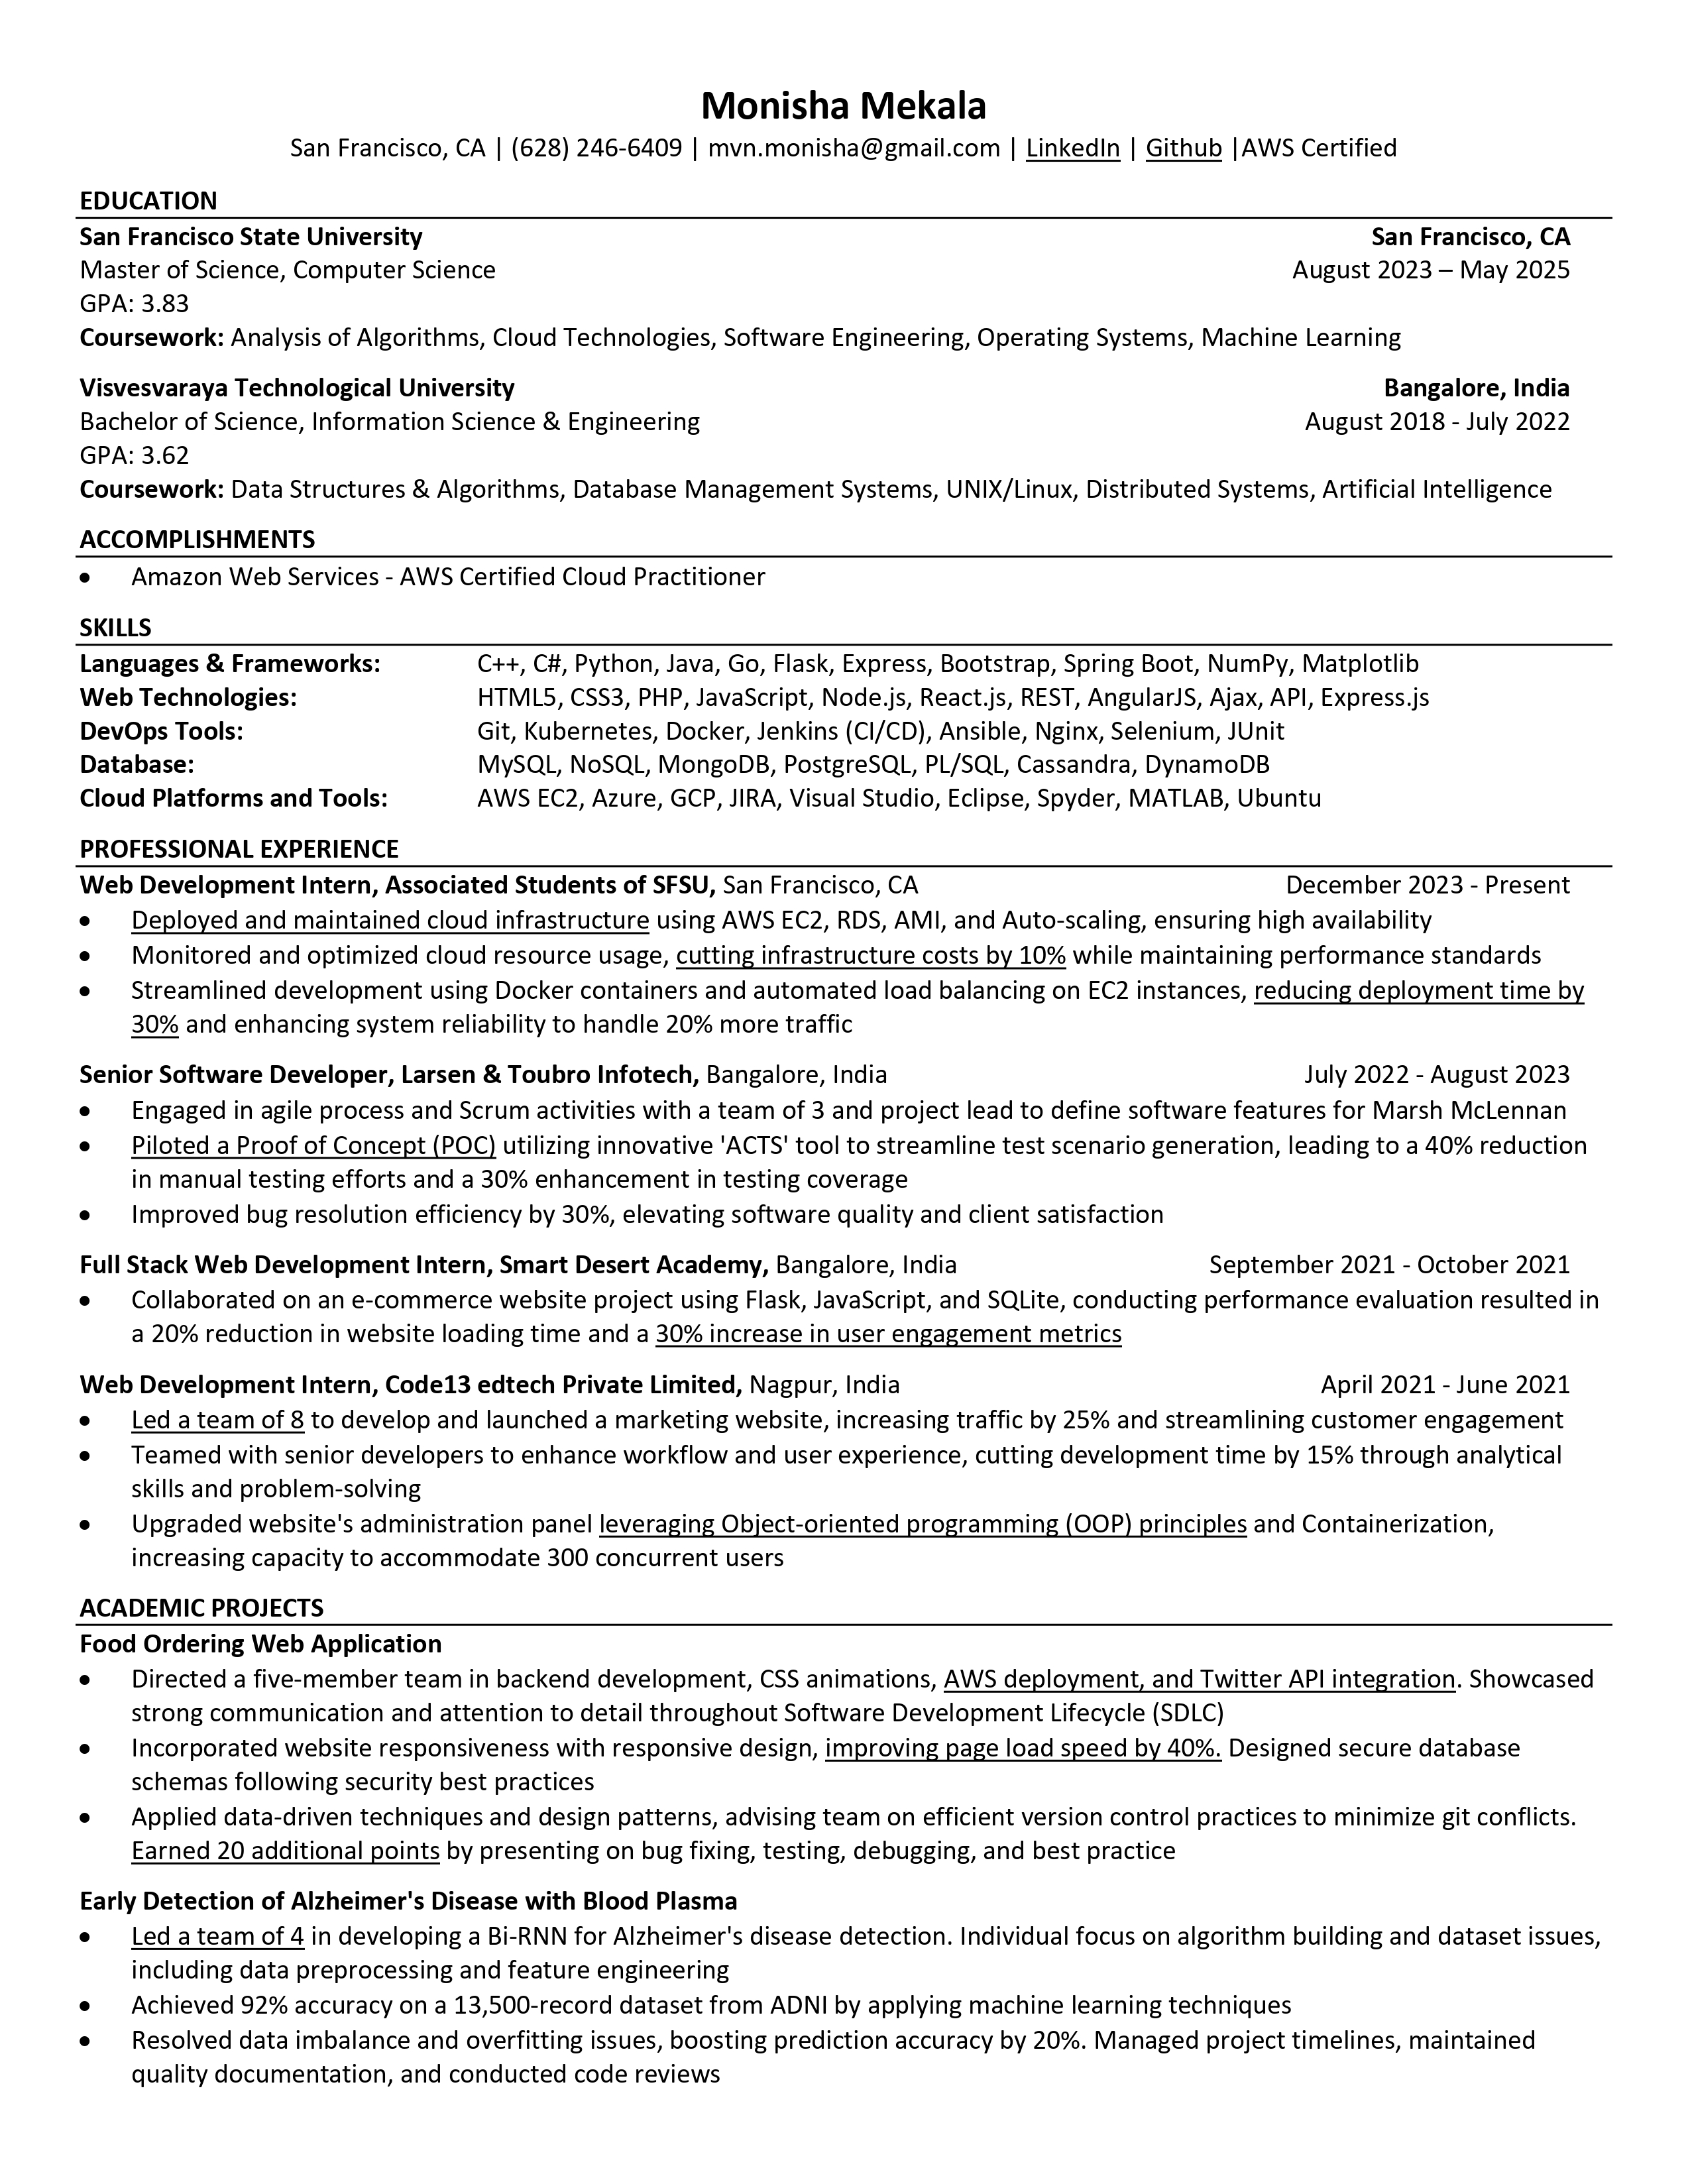 Monisha Mekala
San Francisco, CA | (628) 246-6409 | mvn.monisha@gmail.com | LinkedIn | Github |AWS Certified
EDUCATION
San Francisco State University San Francisco, CA
Master of Science, Computer Science August 2023 – May 2025
GPA: 3.83
Coursework: Analysis of Algorithms, Cloud Technologies, Software Engineering, Operating Systems, Machine Learning
Visvesvaraya Technological University Bangalore, India
Bachelor of Science, Information Science & Engineering August 2018 - July 2022
GPA: 3.62
Coursework: Data Structures & Algorithms, Database Management Systems, UNIX/Linux, Distributed Systems, Artificial Intelligence
ACCOMPLISHMENTS
• Amazon Web Services - AWS Certified Cloud Practitioner
SKILLS
Languages & Frameworks: C++, C#, Python, Java, Go, Flask, Express, Bootstrap, Spring Boot, NumPy, Matplotlib
Web Technologies: HTML5, CSS3, PHP, JavaScript, Node.js, React.js, REST, AngularJS, Ajax, API, Express.js
DevOps Tools: Git, Kubernetes, Docker, Jenkins (CI/CD), Ansible, Nginx, Selenium, JUnit
Database: MySQL, NoSQL, MongoDB, PostgreSQL, PL/SQL, Cassandra, DynamoDB
Cloud Platforms and Tools: AWS EC2, Azure, GCP, JIRA, Visual Studio, Eclipse, Spyder, MATLAB, Ubuntu
PROFESSIONAL EXPERIENCE
Web Development Intern, Associated Students of SFSU, San Francisco, CA December 2023 - Present
• Deployed and maintained cloud infrastructure using AWS EC2, RDS, AMI, and Auto-scaling, ensuring high availability
• Monitored and optimized cloud resource usage, cutting infrastructure costs by 10% while maintaining performance standards
• Streamlined development using Docker containers and automated load balancing on EC2 instances, reducing deployment time by
30% and enhancing system reliability to handle 20% more traffic
Senior Software Developer, Larsen & Toubro Infotech, Bangalore, India July 2022 - August 2023
• Engaged in agile process and Scrum activities with a team of 3 and project lead to define software features for Marsh McLennan
• Piloted a Proof of Concept (POC) utilizing innovative 'ACTS' tool to streamline test scenario generation, leading to a 40% reduction
in manual testing efforts and a 30% enhancement in testing coverage
• Improved bug resolution efficiency by 30%, elevating software quality and client satisfaction
Full Stack Web Development Intern, Smart Desert Academy, Bangalore, India September 2021 - October 2021
• Collaborated on an e-commerce website project using Flask, JavaScript, and SQLite, conducting performance evaluation resulted in
a 20% reduction in website loading time and a 30% increase in user engagement metrics
Web Development Intern, Code13 edtech Private Limited, Nagpur, India April 2021 - June 2021
• Led a team of 8 to develop and launched a marketing website, increasing traffic by 25% and streamlining customer engagement
• Teamed with senior developers to enhance workflow and user experience, cutting development time by 15% through analytical
skills and problem-solving
• Upgraded website's administration panel leveraging Object-oriented programming (OOP) principles and Containerization,
increasing capacity to accommodate 300 concurrent users
ACADEMIC PROJECTS
Food Ordering Web Application
• Directed a five-member team in backend development, CSS animations, AWS deployment, and Twitter API integration. Showcased
strong communication and attention to detail throughout Software Development Lifecycle (SDLC)
• Incorporated website responsiveness with responsive design, improving page load speed by 40%. Designed secure database
schemas following security best practices
• Applied data-driven techniques and design patterns, advising team on efficient version control practices to minimize git conflicts.
Earned 20 additional points by presenting on bug fixing, testing, debugging, and best practice
Early Detection of Alzheimer's Disease with Blood Plasma
• Led a team of 4 in developing a Bi-RNN for Alzheimer's disease detection. Individual focus on algorithm building and dataset issues,
including data preprocessing and feature engineering
• Achieved 92% accuracy on a 13,500-record dataset from ADNI by applying machine learning techniques
• Resolved data imbalance and overfitting issues, boosting prediction accuracy by 20%. Managed project timelines, maintained
quality documentation, and conducted code reviews